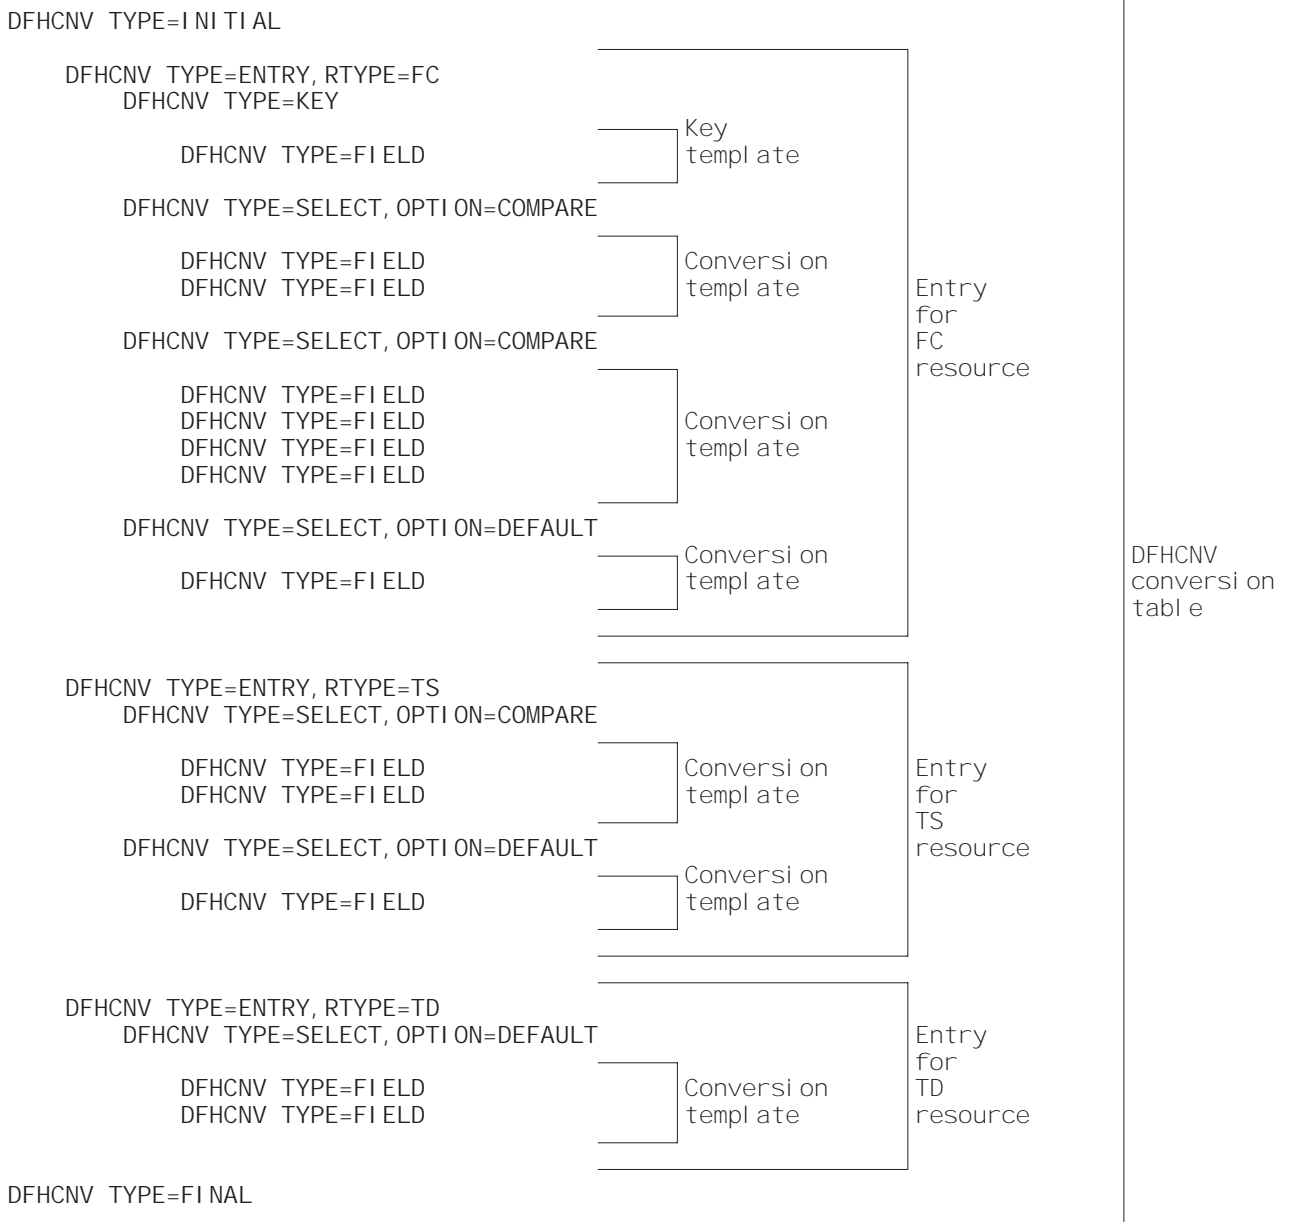 DFHCNV TYPE=INITIAL
DFHCNV TYPE=ENTRY,RTYPE=FC
DFHCNV TYPE=KEY
Key
DFHCNV TYPE=FIELD template
DFHCNV TYPE=SELECT,OPTION=COMPARE
DFHCNV TYPE=FIELD Conversion
DFHCNV TYPE=FIELD template Entry
for
DFHCNV TYPE=SELECT,OPTION=COMPARE FC
resource
DFHCNV TYPE=FIELD
DFHCNV TYPE=FIELD Conversion
DFHCNV TYPE=FIELD template
DFHCNV TYPE=FIELD
DFHCNV TYPE=SELECT,OPTION=DEFAULT
Conversion DFHCNV
DFHCNV TYPE=FIELD template conversion
table
DFHCNV TYPE=ENTRY,RTYPE=TS
DFHCNV TYPE=SELECT,OPTION=COMPARE
DFHCNV TYPE=FIELD Conversion Entry
DFHCNV TYPE=FIELD template for
TS
DFHCNV TYPE=SELECT,OPTION=DEFAULT resource
Conversion
DFHCNV TYPE=FIELD template
DFHCNV TYPE=ENTRY,RTYPE=TD
DFHCNV TYPE=SELECT,OPTION=DEFAULT Entry
for
DFHCNV TYPE=FIELD Conversion TD
DFHCNV TYPE=FIELD template resource
DFHCNV TYPE=FINAL